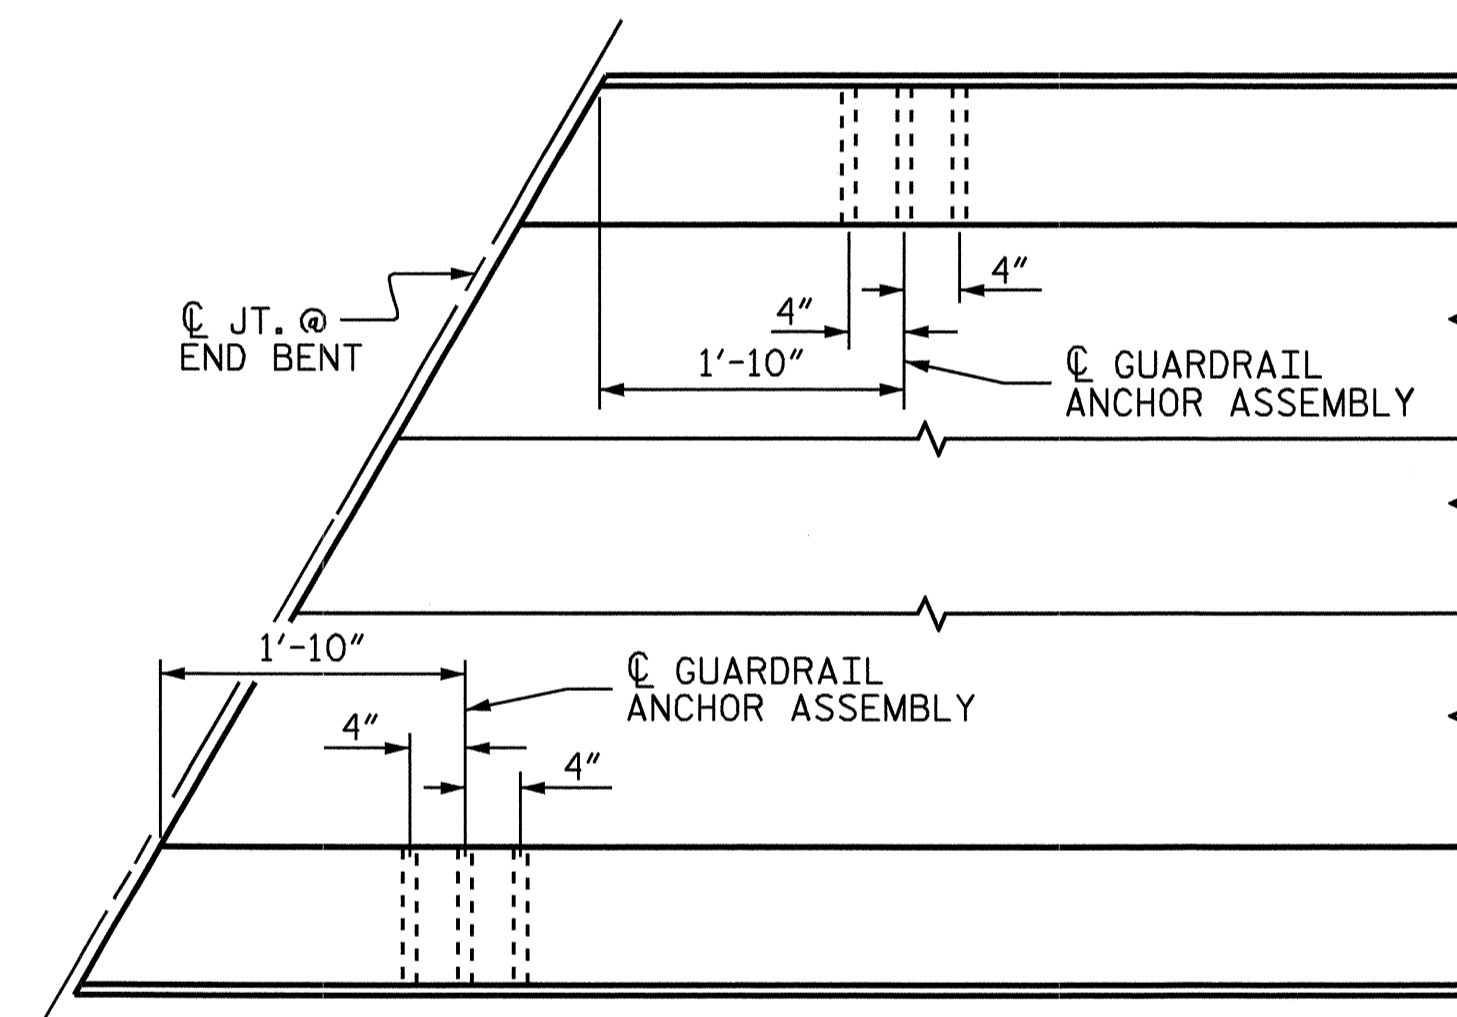 4"
4"
℄ JT. @
END BENT
1'-10"
℄ GUARDRAIL
ANCHOR ASSEMBLY
1'-10"
℄ GUARDRAIL
ANCHOR ASSEMBLY
4"
4"